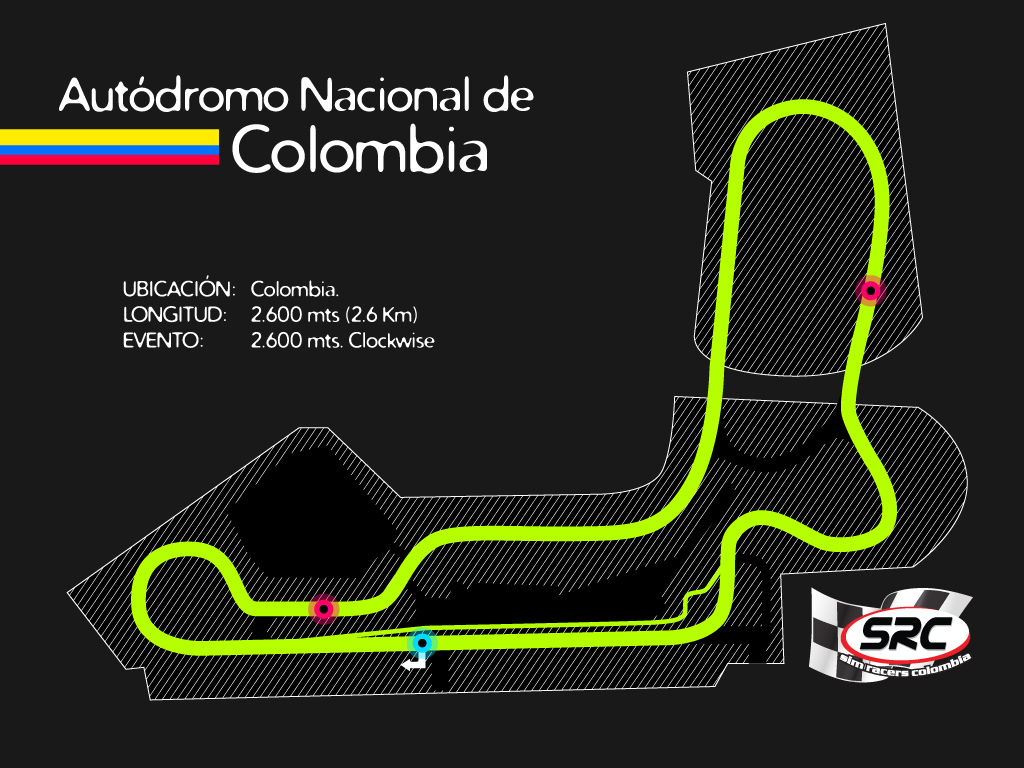 Autódromo Nacional de
Colombia
UBICACIÓN: Colombia.
LONGITUD: 2.600 mts (2.6 Km)
EVENTO: 2.600 mts. Clockwise
SRC
sim racers colombia